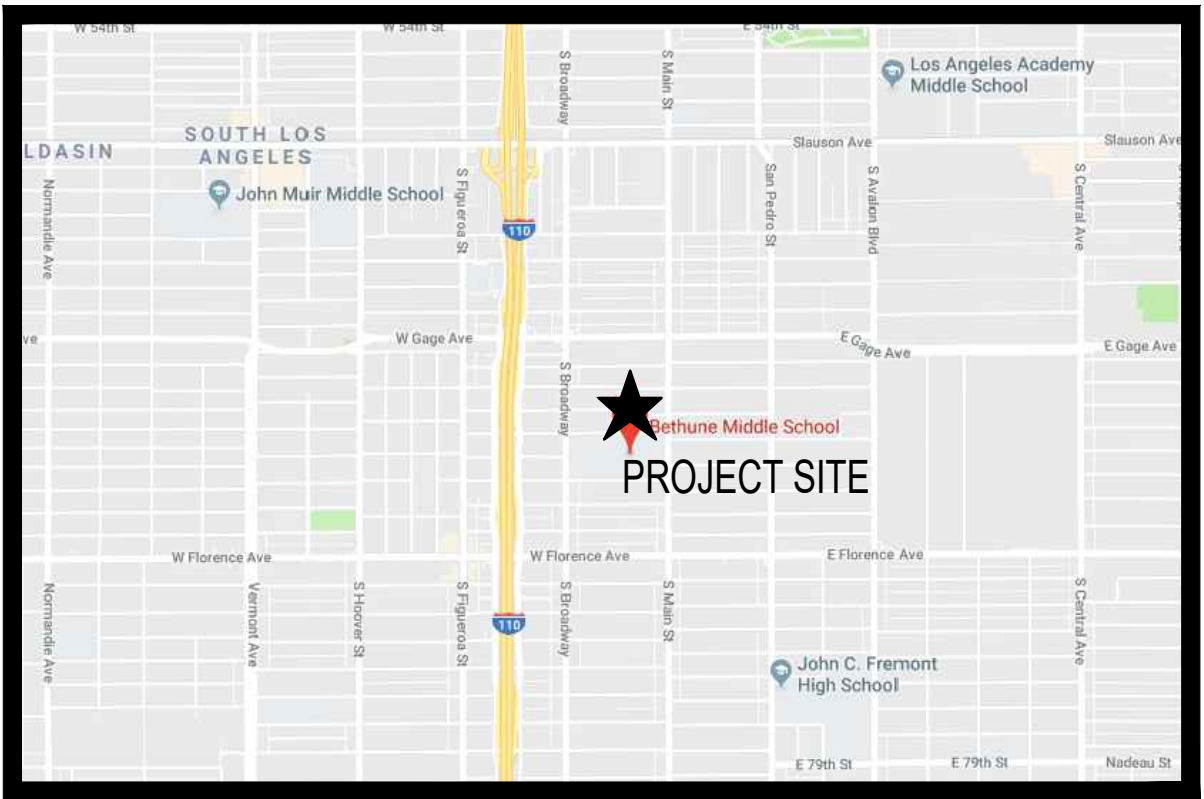 W 54th St
W 54th St
E 54th St
S Broadway
S Main St
Los Angeles Academy
Middle School
SOUTH LOS
ANGELES
LDASIN
Slauson Ave
Slauson Ave
John Muir Middle School
Normandie Ave
S Figueroa St
San Pedro St
S Avalon Blvd
S Central Ave
110
ve
W Gage Ave
E Gage Ave
E Gage Ave
S Broadway
Bethune Middle School
PROJECT SITE
W Florence Ave
W Florence Ave
E Florence Ave
Normandie Ave
Vermont Ave
S Hoover St
S Figueroa St
S Broadway
S Main St
S Central Ave
110
John C. Fremont
High School
E 79th St
E 79th St
Nadeau St